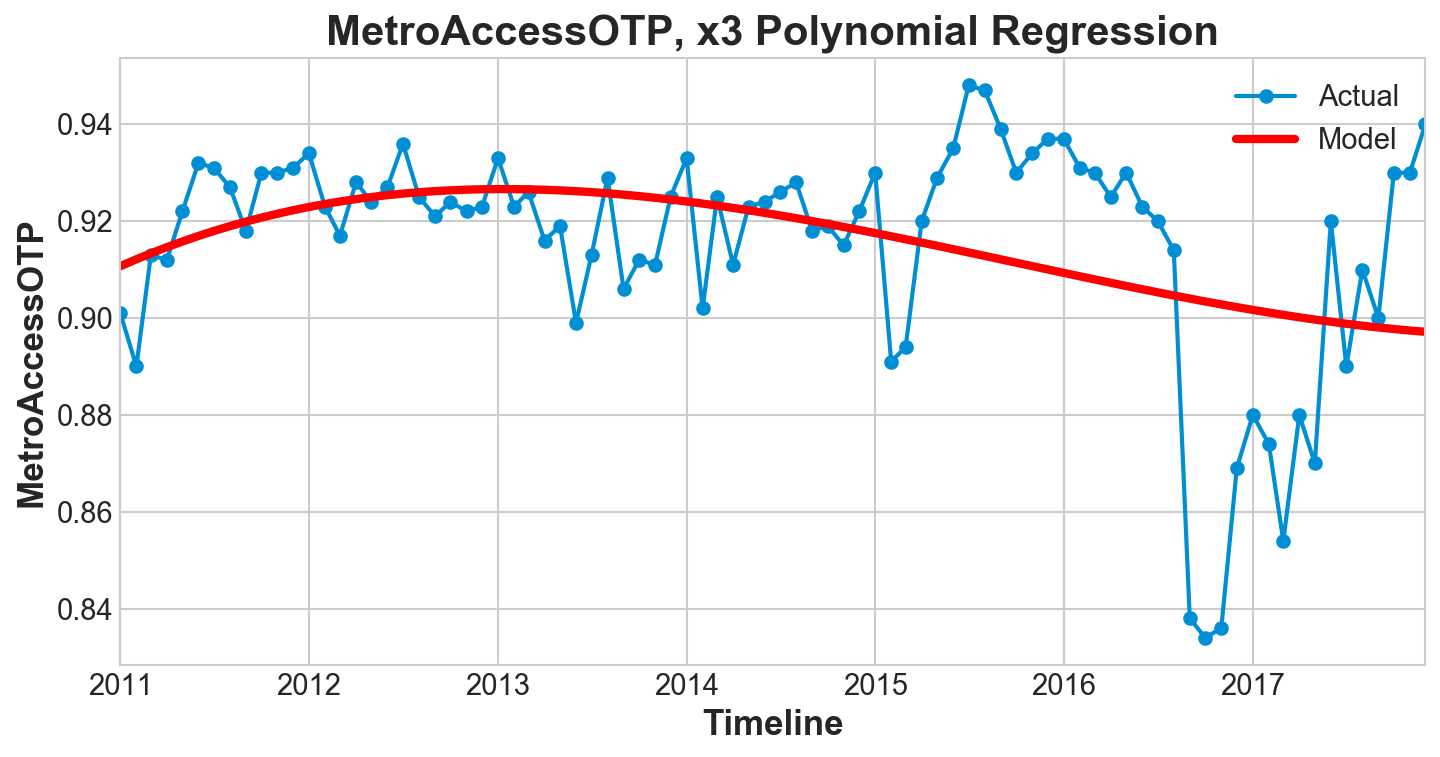 MetroAccessOTP, x3 Polynomial Regression
Actual
Model
MetroAccessOTP
0.94
0.92
0.90
0.88
0.86
0.84
2011 2012 2013 2014 2015 2016 2017
Timeline